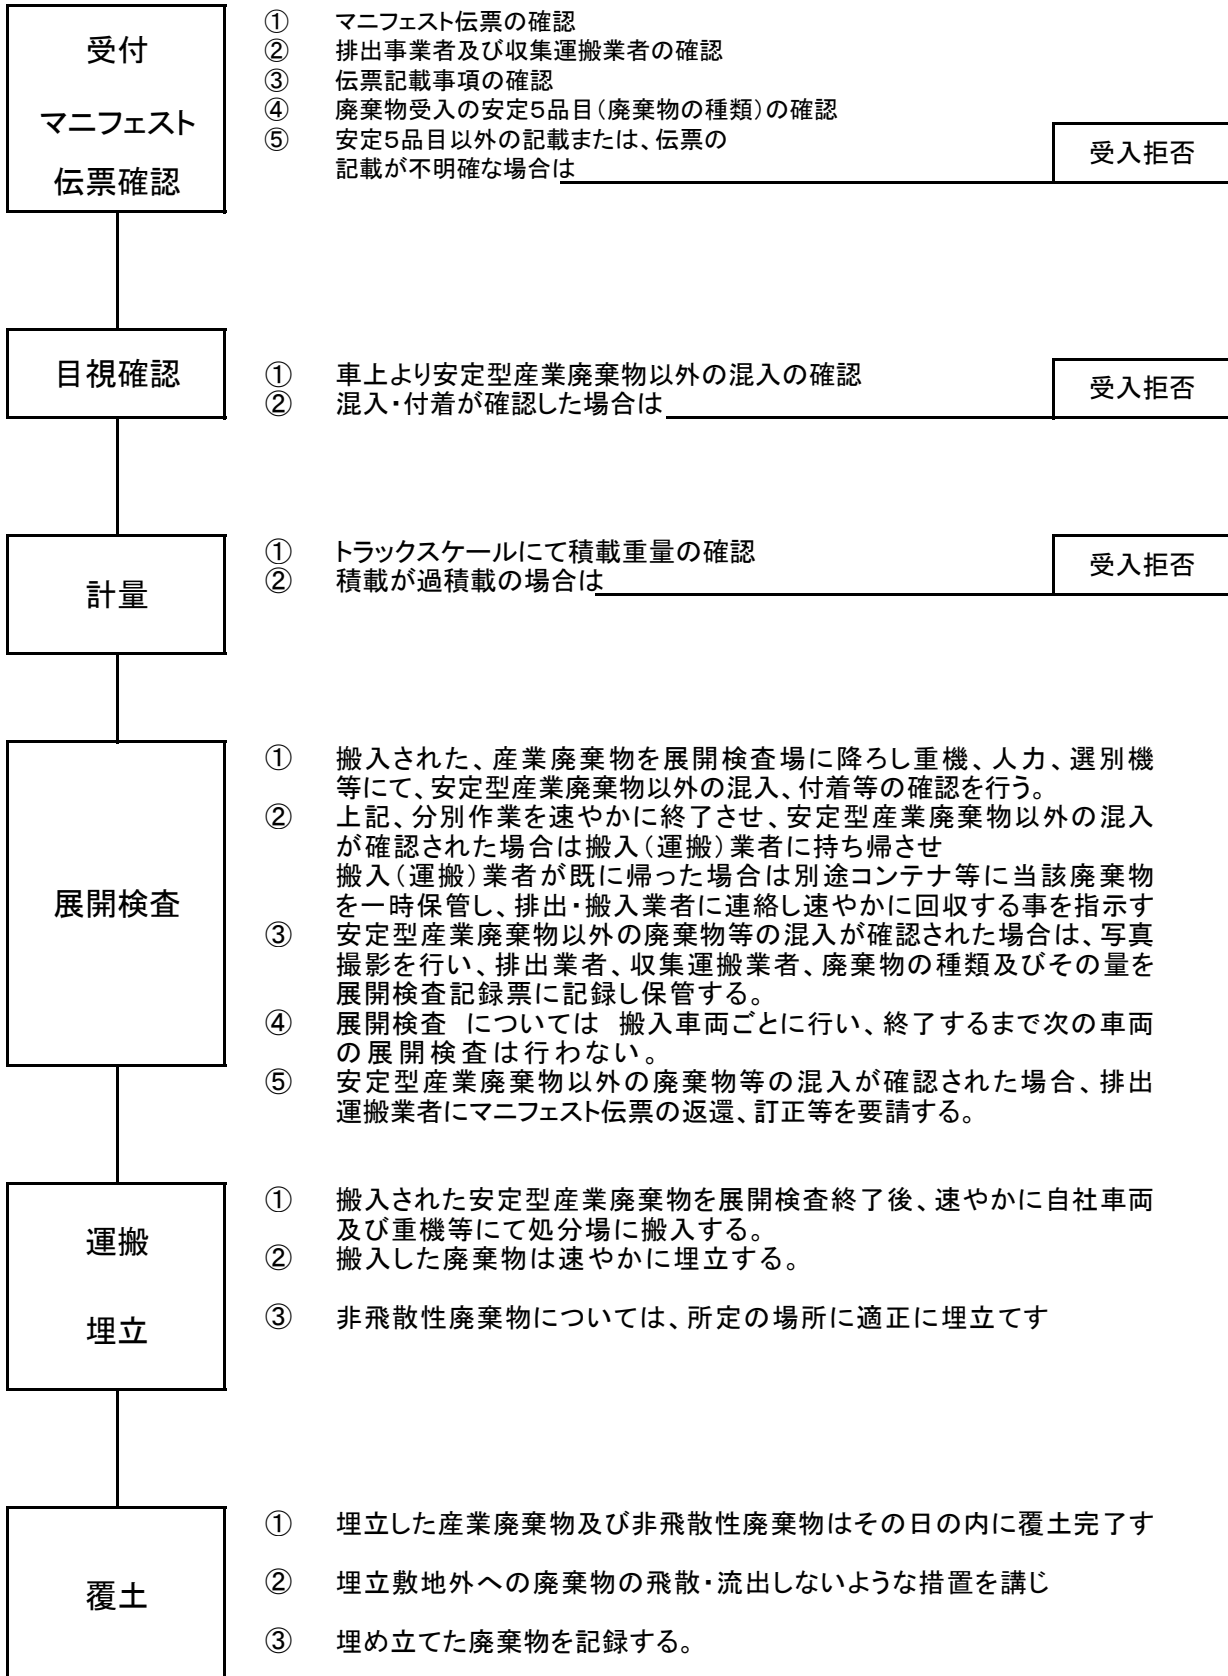 受付
マニフェスト
伝票確認
① マニフェスト伝票の確認
② 排出事業者及び収集運搬業者の確認
③ 伝票記載事項の確認
④ 廃棄物受入の安定5品目(廃棄物の種類)の確認
⑤ 安定5品目以外の記載または、伝票の
記載が不明確な場合は
受入拒否
目視確認
① 車上より安定型産業廃棄物以外の混入の確認
② 混入・付着が確認した場合は
受入拒否
計量
① トラックスケールにて積載重量の確認
② 積載が過積載の場合は
受入拒否
展開検査
① 搬入された、産業廃棄物を展開検査場に降ろし重機、人力、選別機
等にて、安定型産業廃棄物以外の混入、付着等の確認を行う。
② 上記、分別作業を速やかに終了させ、安定型産業廃棄物以外の混入
が確認された場合は搬入(運搬)業者に持ち帰させ
搬入(運搬)業者が既に帰った場合は別途コンテナ等に当該廃棄物
を一時保管し、排出・搬入業者に連絡し速やかに回収する事を指示す
③ 安定型産業廃棄物以外の廃棄物等の混入が確認された場合は、写真
撮影を行い、排出業者、収集運搬業者、廃棄物の種類及びその量を
展開検査記録票に記録し保管する。
④ 展開検査 については 搬入車両ごとに行い、終了するまで次の車両
の展開検査は行わない。
⑤ 安定型産業廃棄物以外の廃棄物等の混入が確認された場合、排出
運搬業者にマニフェスト伝票の返還、訂正等を要請する。
運搬
埋立
① 搬入された安定型産業廃棄物を展開検査終了後、速やかに自社車両
及び重機等にて処分場に搬入する。
② 搬入した廃棄物は速やかに埋立する。
③ 非飛散性廃棄物については、所定の場所に適正に埋立てす
覆土
① 埋立した産業廃棄物及び非飛散性廃棄物はその日の内に覆土完了す
② 埋立敷地外への廃棄物の飛散・流出しないような措置を講じ
③ 埋め立てた廃棄物を記録する。